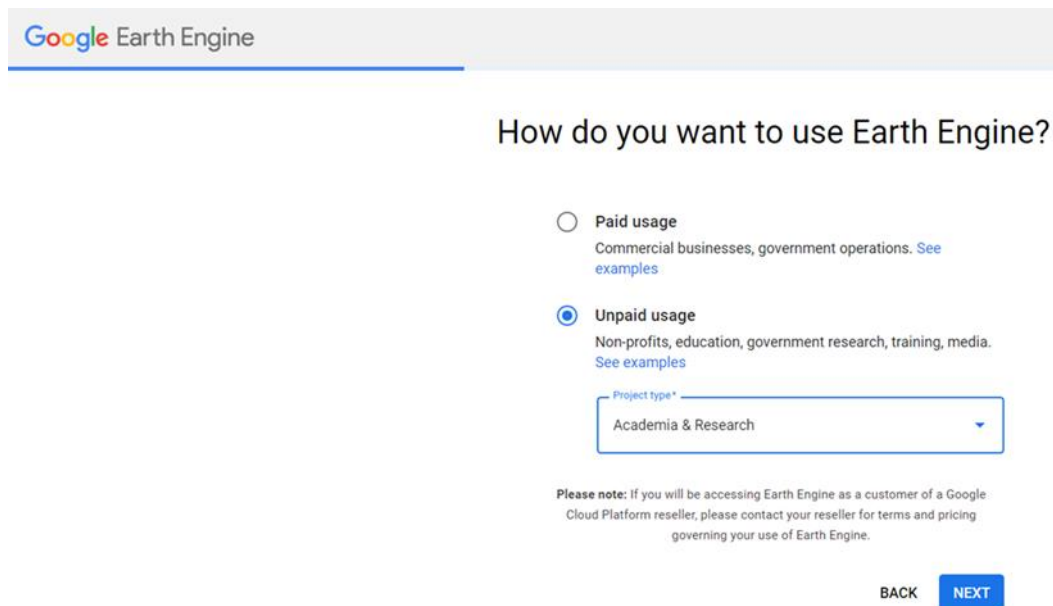 Google Earth Engine
How do you want to use Earth Engine?
Paid usage
Commercial businesses, government operations. See
examples
Unpaid usage
Non-profits, education, government research, training, media.
See examples
Project type*
Academia & Research
Please note: If you will be accessing Earth Engine as a customer of a Google
Cloud Platform reseller, please contact your reseller for terms and pricing
governing your use of Earth Engine.
BACK NEXT